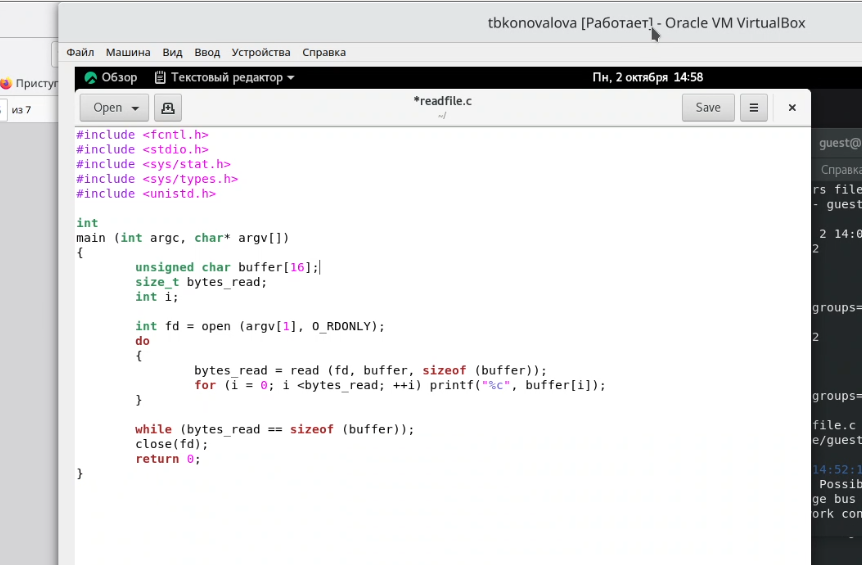 tbkonovalova [Работает] - Oracle VM VirtualBox
Файл Машина Вид Ввод Устройства Справка
Обзор Текстовый редактор Пн, 2 октября 14:58
Приступ
из 7
Open *readfile.c Save
~/
#include <fcntl.h>
#include <stdio.h>
#include <sys/stat.h>
#include <sys/types.h>
#include <unistd.h>
int
main (int argc, char* argv[])
{
unsigned char buffer[16];
size_t bytes_read;
int i;
int fd = open (argv[1], O_RDONLY);
do
{
bytes_read = read (fd, buffer, sizeof (buffer));
for (i = 0; i <bytes_read; ++i) printf("%c", buffer[i]);
}
while (bytes_read == sizeof (buffer));
close(fd);
return 0;
}
guest@
Справка
rs file
- guest
2 14:0
2
groups=
2
groups=
file.c
e/guest
14:52:1
Possib
ge bus
ork con